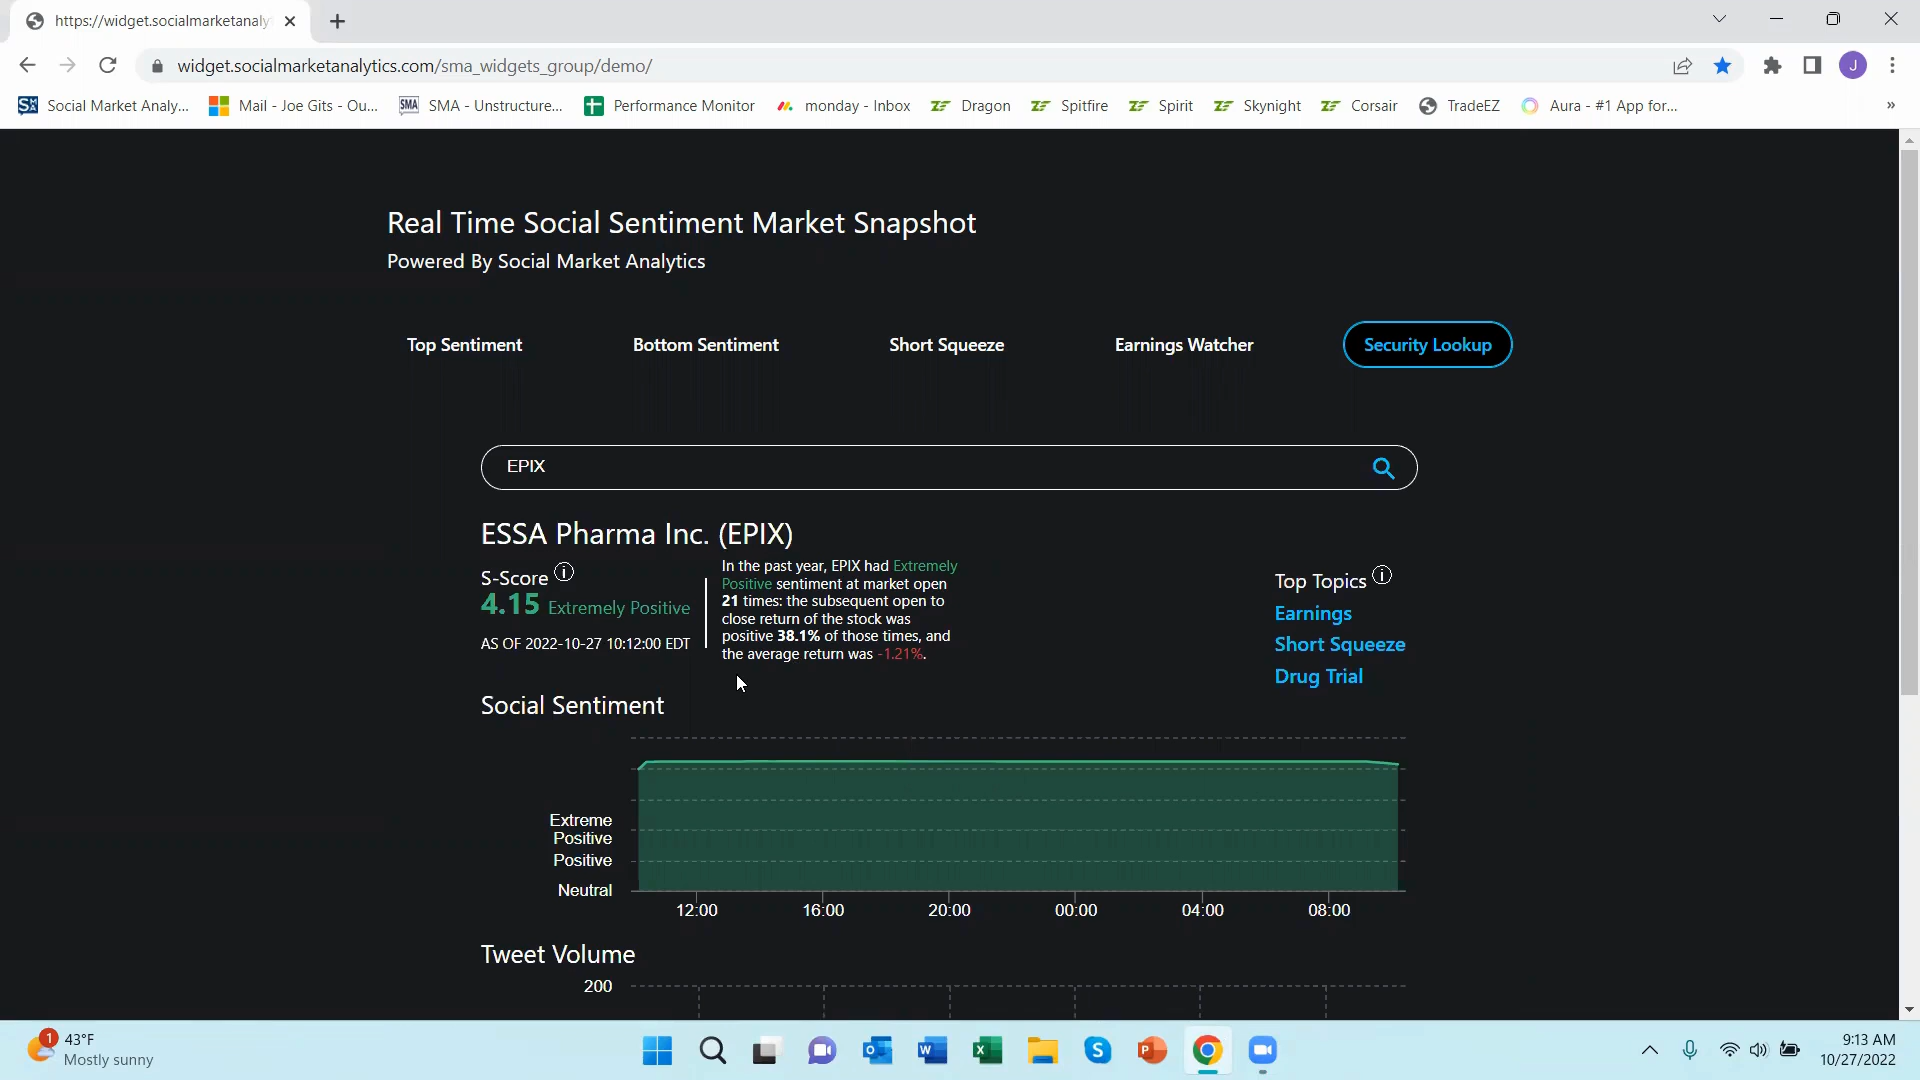 https://widget.socialmarketanaly
widget.socialmarketanalytics.com/sma_widgets_group/demo/
J
Social Market Analy... Mail - Joe Gits - Ou... SMA SMA - Unstructure... Performance Monitor monday - Inbox Dragon Spitfire Spirit Skynight Corsair TradeEZ Aura - #1 App for... »
Real Time Social Sentiment Market Snapshot
Powered By Social Market Analytics
Top Sentiment Bottom Sentiment Short Squeeze Earnings Watcher Security Lookup
EPIX
ESSA Pharma Inc. (EPIX)
S-Score
4.15 Extremely Positive
AS OF 2022-10-27 10:12:00 EDT
In the past year, EPIX had Extremely
Positive sentiment at market open
21 times: the subsequent open to
close return of the stock was
positive 38.1% of those times, and
the average return was -1.21%.
Top Topics
Earnings
Short Squeeze
Drug Trial
Social Sentiment
Extreme
Positive
Positive
Neutral
12:00 16:00 20:00 00:00 04:00 08:00
Tweet Volume
200
1
43°F
Mostly sunny
9:13 AM
10/27/2022